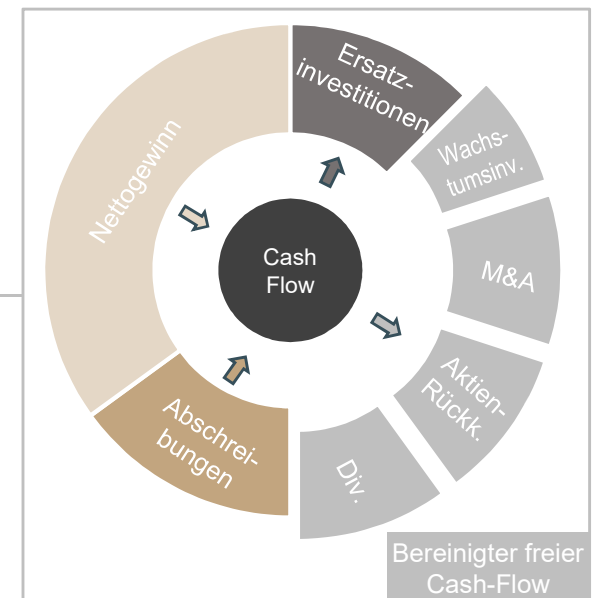 Ersatz-
investitionen
Wachs-
tumsinv.
Nettogewinn
Cash
Flow
M&A
Aktien-
Rückk.
Abschrei-
bungen
Div.
Bereinigter freier
Cash-Flow